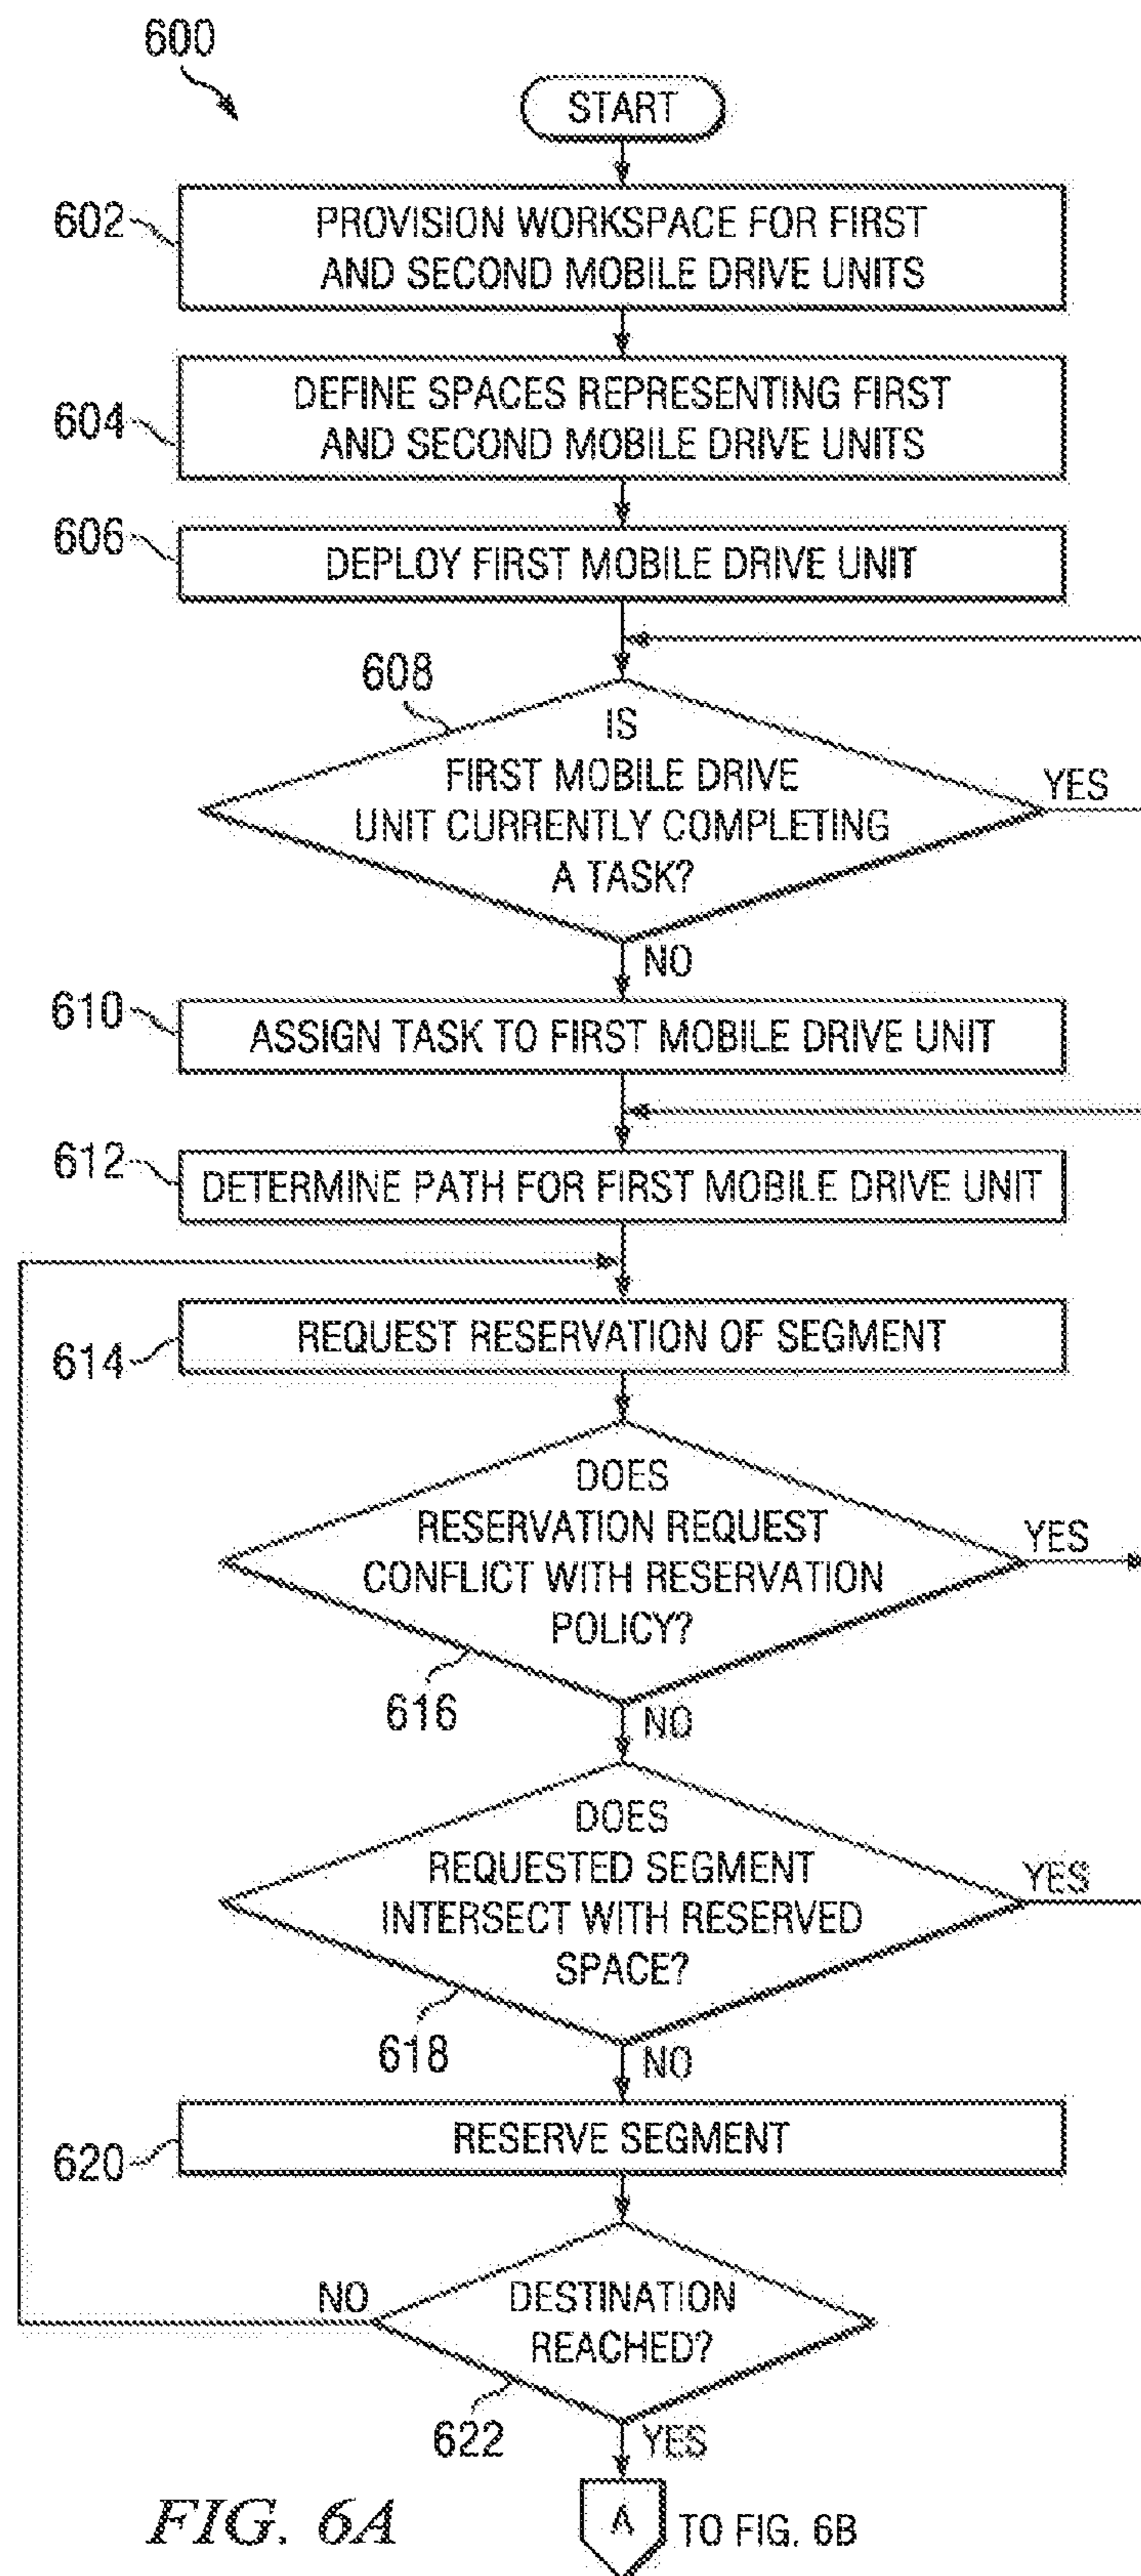 600
START
602
PROVISION WORKSPACE FOR FIRST
AND SECOND MOBILE DRIVE UNITS
604
DEFINE SPACES REPRESENTING FIRST
AND SECOND MOBILE DRIVE UNITS
606
DEPLOY FIRST MOBILE DRIVE UNIT
608
IS
FIRST MOBILE DRIVE
UNIT CURRENTLY COMPLETING
A TASK?
YES
NO
610
ASSIGN TASK TO FIRST MOBILE DRIVE UNIT
612
DETERMINE PATH FOR FIRST MOBILE DRIVE UNIT
614
REQUEST RESERVATION OF SEGMENT
DOES
RESERVATION REQUEST
CONFLICT WITH RESERVATION
POLICY?
YES
616
NO
DOES
REQUESTED SEGMENT
INTERSECT WITH RESERVED
SPACE?
YES
618
NO
620
RESERVE SEGMENT
NO
DESTINATION
REACHED?
622
YES
FIG. 6A
A
TO FIG. 6B